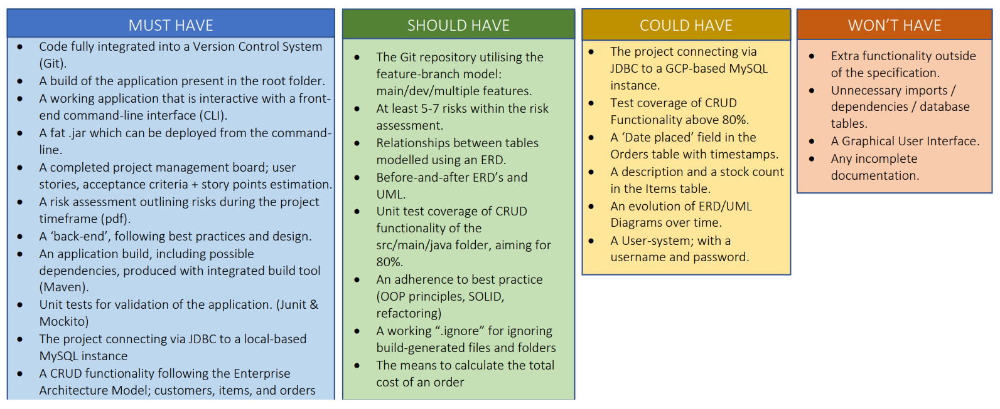 MUST HAVE
• Code fully integrated into a Version Control System
(Git).
• A build of the application present in the root folder.
• A working application that is interactive with a front-
end command-line interface (CLI).
• A fat .jar which can be deployed from the command-
line.
• A completed project management board; user
stories, acceptance criteria + story points estimation.
• A risk assessment outlining risks during the project
timeframe (pdf).
• A ‘back-end’, following best practices and design.
• An application build, including possible
dependencies, produced with integrated build tool
(Maven).
• Unit tests for validation of the application. (Junit &
Mockito)
• The project connecting via JDBC to a local-based
MySQL instance
• A CRUD functionality following the Enterprise
Architecture Model; customers, items, and orders
SHOULD HAVE
• The Git repository utilising the
feature-branch model:
main/dev/multiple features.
• At least 5-7 risks within the risk
assessment.
• Relationships between tables
modelled using an ERD.
• Before-and-after ERD’s and
UML.
• Unit test coverage of CRUD
functionality of the
src/main/java folder, aiming for
80%.
• An adherence to best practice
(OOP principles, SOLID,
refactoring)
• A working “.ignore” for ignoring
build-generated files and folders
• The means to calculate the total
cost of an order
COULD HAVE
• The project connecting via
JDBC to a GCP-based MySQL
instance.
• Test coverage of CRUD
Functionality above 80%.
• A ‘Date placed’ field in the
Orders table with timestamps.
• A description and a stock count
in the Items table.
• An evolution of ERD/UML
Diagrams over time.
• A User-system; with a
username and password.
WON’T HAVE
• Extra functionality outside
of the specification.
• Unnecessary imports /
dependencies / database
tables.
• A Graphical User Interface.
• Any incomplete
documentation.